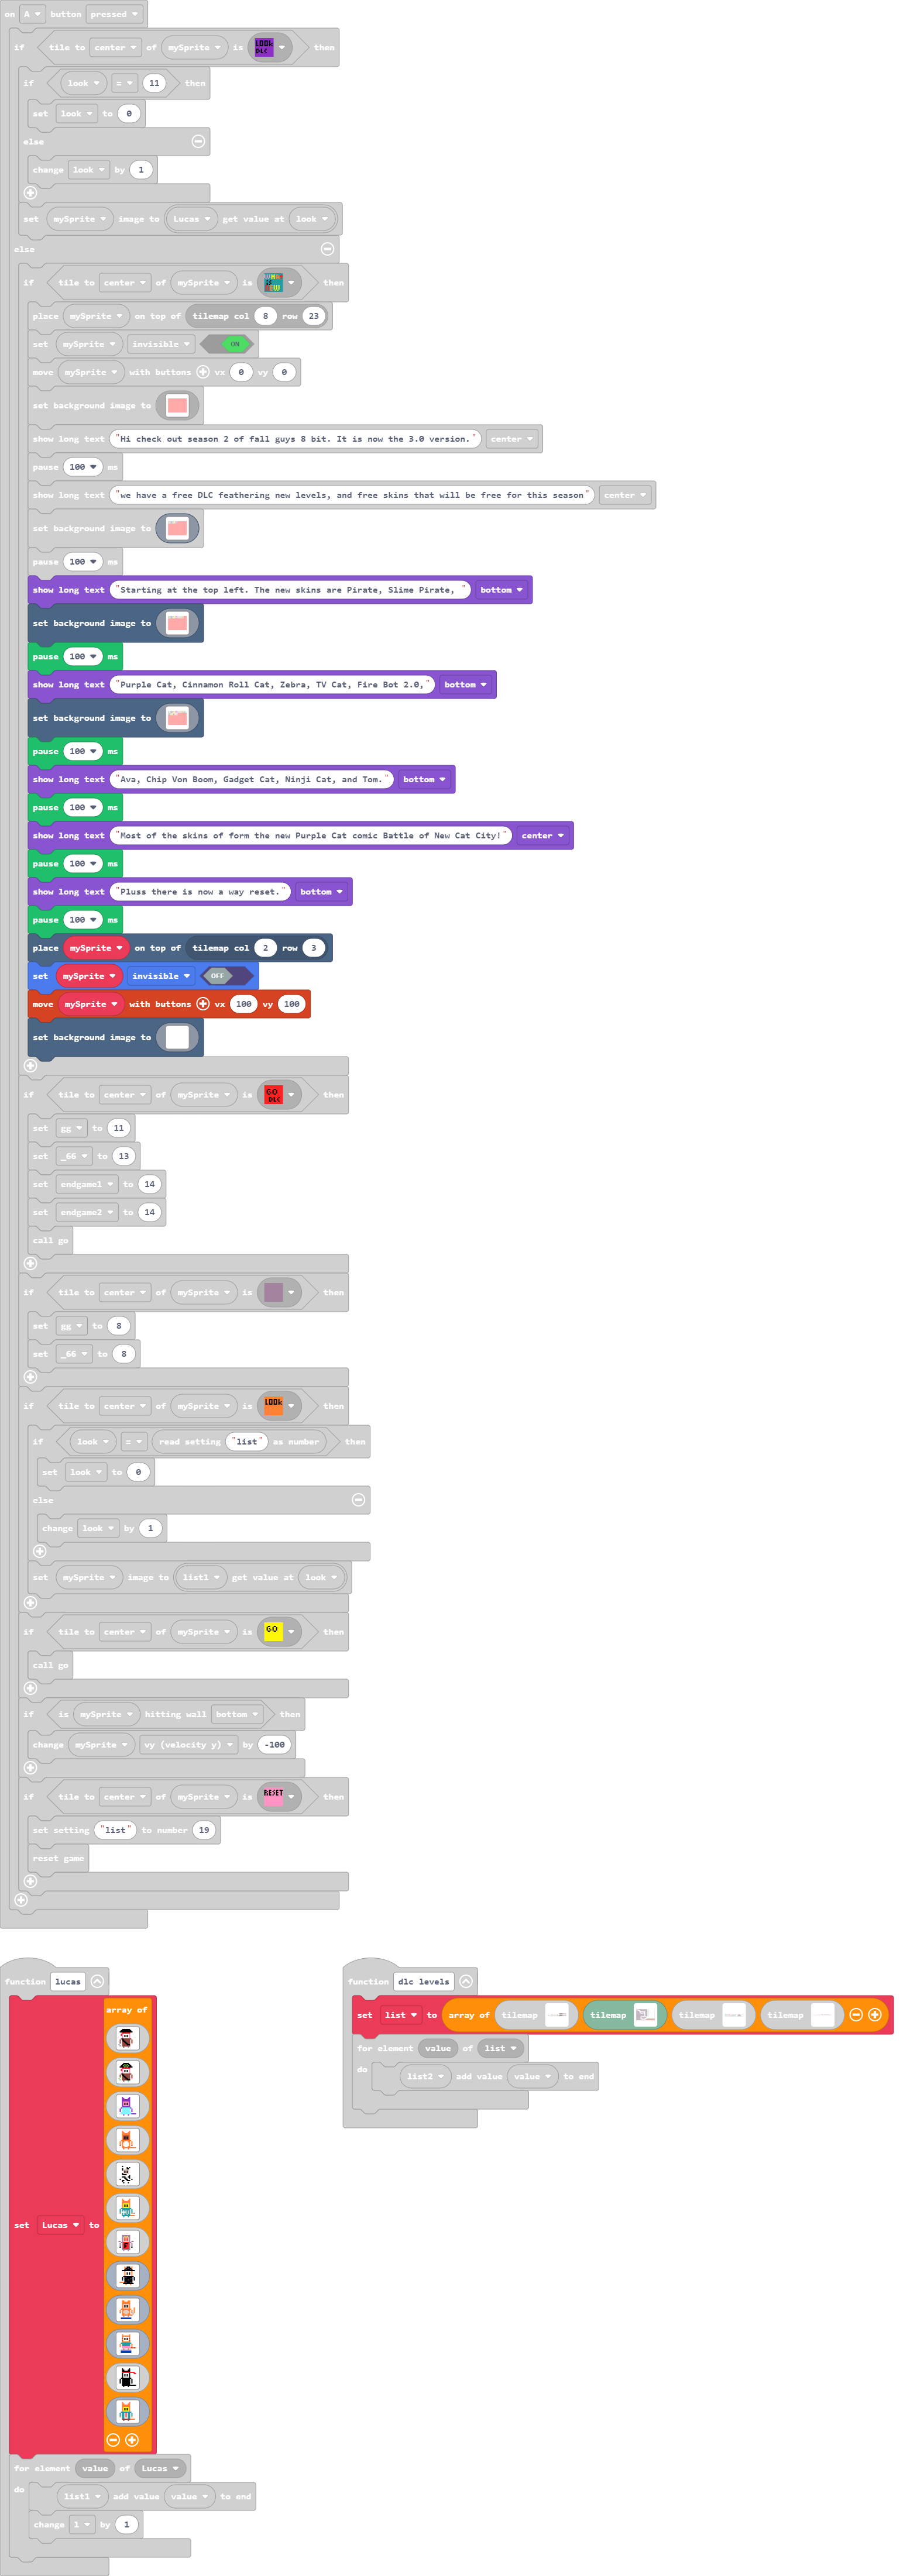 on A button pressed
if tile to center of mySprite is LOOK DLC then
if look = 11 then
set look to 0
else
change look by 1
set mySprite image to Lucas get value at look
else
if tile to center of mySprite is then
place mySprite on top of tilemap col 8 row 23
set mySprite invisible ON
move mySprite with buttons vx 0 vy 0
set background image to
show long text "Hi check out season 2 of fall guys 8 bit. It is now the 3.0 version." center
pause 100 ms
show long text "we have a free DLC feathering new levels, and free skins that will be free for this season" center
set background image to
pause 100 ms
show long text "Starting at the top left. The new skins are Pirate, Slime Pirate, " bottom
set background image to
pause 100 ms
show long text "Purple Cat, Cinnamon Roll Cat, Zebra, TV Cat, Fire Bot 2.0," bottom
set background image to
pause 100 ms
show long text "Ava, Chip Von Boom, Gadget Cat, Ninji Cat, and Tom." bottom
pause 100 ms
show long text "Most of the skins of form the new Purple Cat comic Battle of New Cat City!" center
pause 100 ms
show long text "Pluss there is now a way reset." bottom
pause 100 ms
place mySprite on top of tilemap col 2 row 3
set mySprite invisible OFF
move mySprite with buttons vx 100 vy 100
set background image to
if tile to center of mySprite is GO DLC then
set gg to 11
set _66 to 13
set endgame1 to 14
set endgame2 to 14
call go
if tile to center of mySprite is then
set gg to 8
set _66 to 8
if tile to center of mySprite is LOOK then
if look = read setting "list" as number then
set look to 0
else
change look by 1
set mySprite image to list1 get value at look
if tile to center of mySprite is GO then
call go
if is mySprite hitting wall bottom then
change mySprite vy (velocity y) by -100
if tile to center of mySprite is RESET then
set setting "list" to number 19
reset game
function lucas
set Lucas to array of
for element value of Lucas
do
list1 add value value to end
change l by 1
function dlc levels
set list to array of tilemap tilemap tilemap tilemap
for element value of list
do
list2 add value value to end